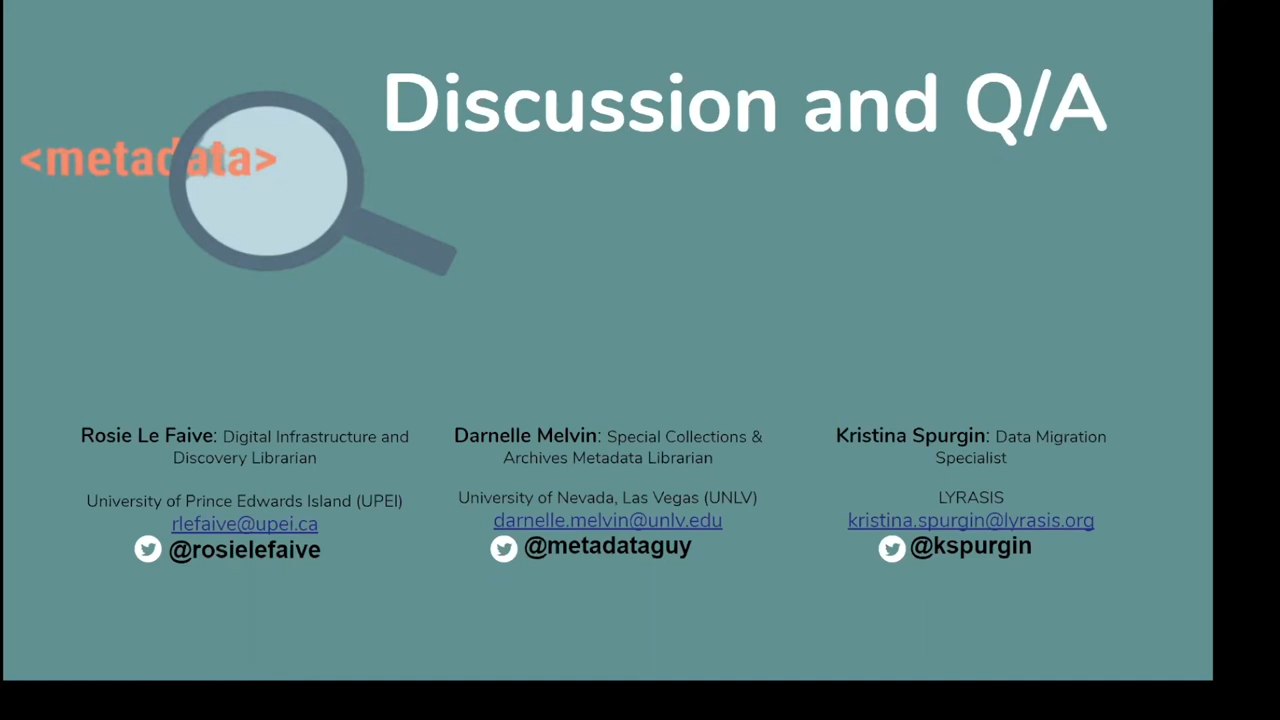 Discussion and Q/A
<metadata>
Rosie Le Faive: Digital Infrastructure and
Discovery Librarian
University of Prince Edwards Island (UPEI)
rlefaive@upei.ca
@rosielefaive
Darnelle Melvin: Special Collections &
Archives Metadata Librarian
University of Nevada, Las Vegas (UNLV)
darnelle.melvin@unlv.edu
@metadataguy
Kristina Spurgin: Data Migration
Specialist
LYRASIS
kristina.spurgin@lyrasis.org
@kspurgin